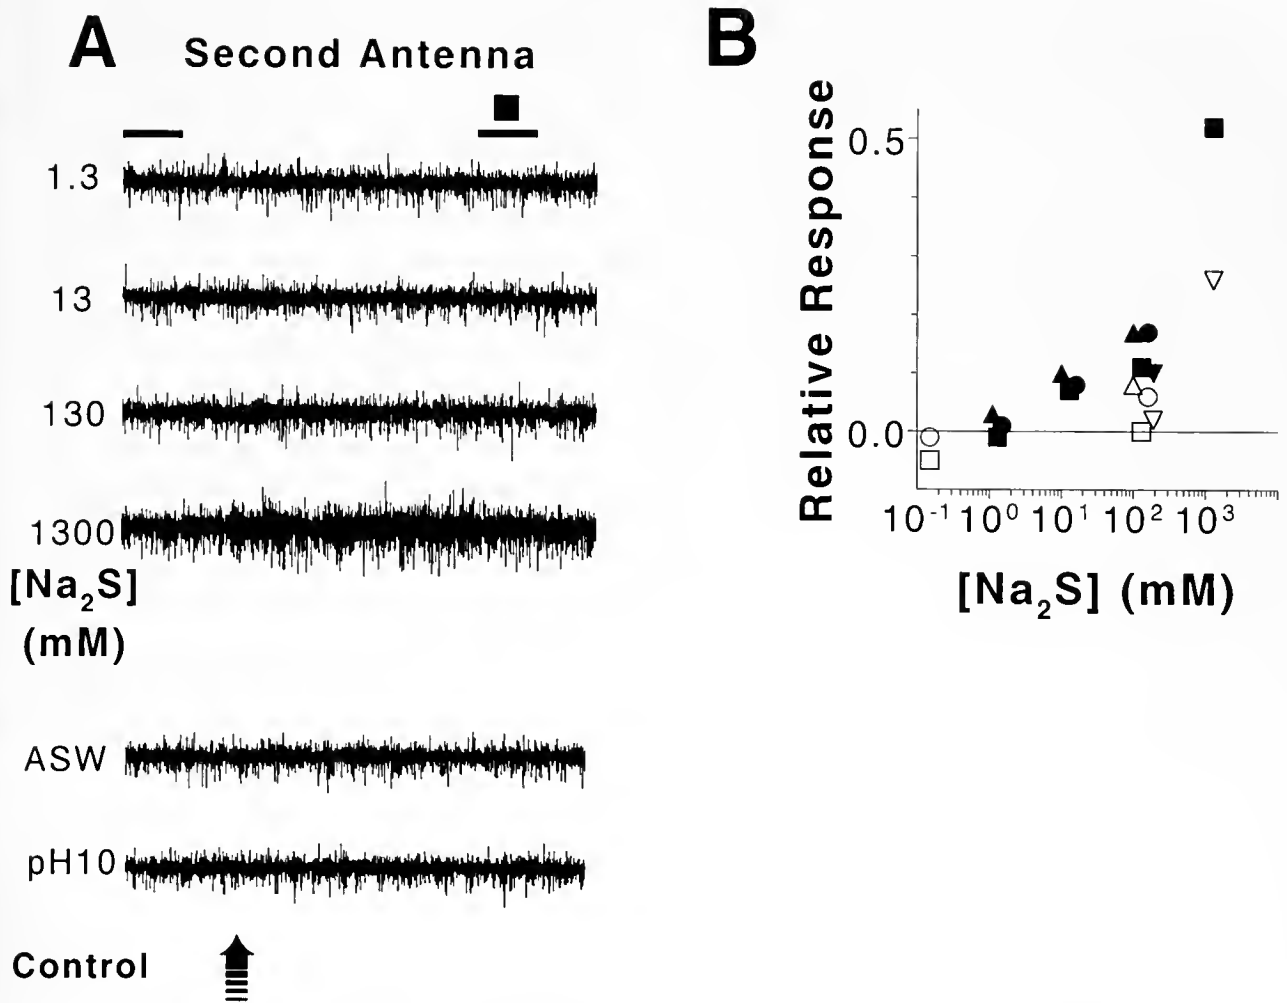 A
Second Antenna
1.3
13
130
1300
[Na₂S]
(mM)
ASW
pH10
Control
B
Relative Response
0.5
0.0
10⁻¹ 10⁰ 10¹ 10² 10³
[Na₂S] (mM)